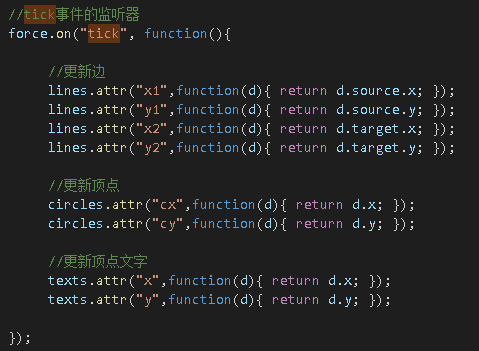 //tick事件的监听器
force.on("tick", function(){
//更新边
lines.attr("x1",function(d){ return d.source.x; });
lines.attr("y1",function(d){ return d.source.y; });
lines.attr("x2",function(d){ return d.target.x; });
lines.attr("y2",function(d){ return d.target.y; });
//更新顶点
circles.attr("cx",function(d){ return d.x; });
circles.attr("cy",function(d){ return d.y; });
//更新顶点文字
texts.attr("x",function(d){ return d.x; });
texts.attr("y",function(d){ return d.y; });
});